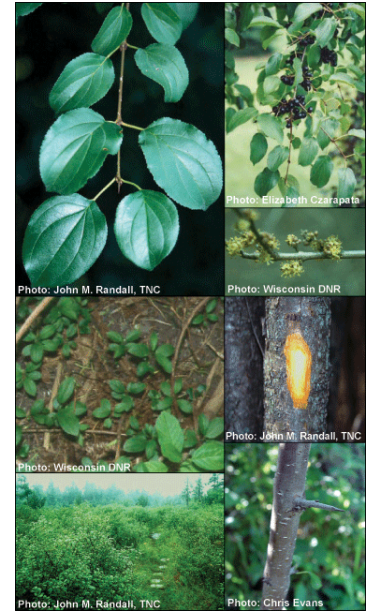 Photo: John M. Randall, TNC
Photo: Elizabeth Czarapata
Photo: Wisconsin DNR
Photo: Wisconsin DNR
Photo: John M. Randall, TNC
Photo: John M. Randall, TNC
Photo: Chris Evans